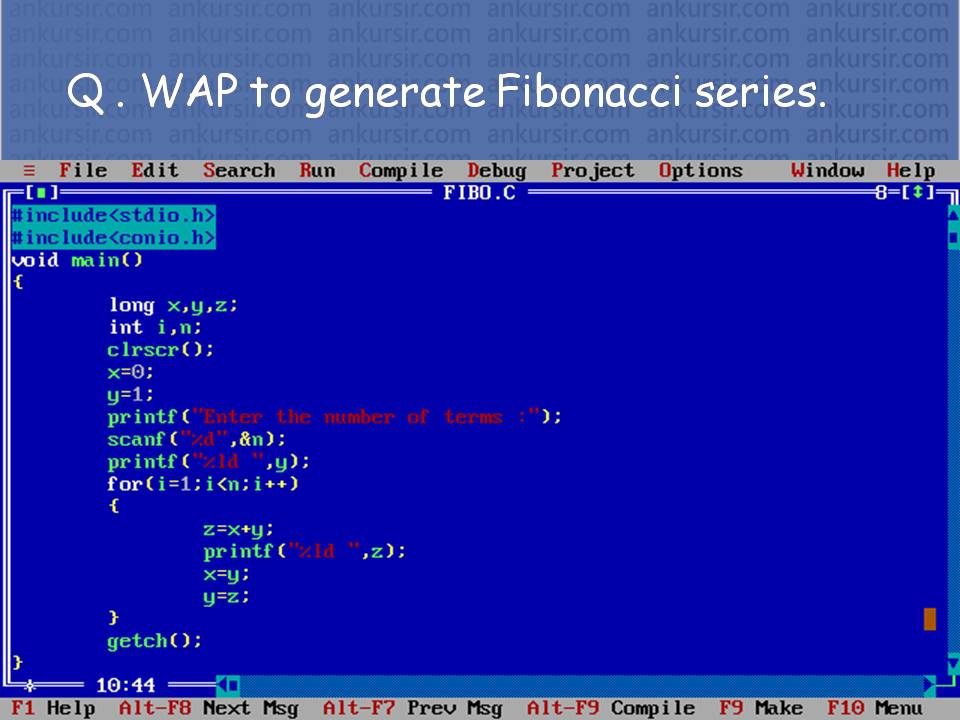 ankursir.com ankursir.com ankursir.com ankursir.com ankursir.com ankursir.com ankursir.com
Q . WAP to generate Fibonacci series.
≡ File Edit Search Run Compile Debug Project Options Window Help
[■] FIBO.C 8=[↕]
#include<stdio.h>
#include<conio.h>
void main()
{
long x,y,z;
int i,n;
clrscr();
x=0;
y=1;
printf("Enter the number of terms :");
scanf("%d",&n);
printf("%ld ",y);
for(i=1;i<n;i++)
{
z=x+y;
printf("%ld ",z);
x=y;
y=z;
}
getch();
}
10:44
F1 Help Alt-F8 Next Msg Alt-F7 Prev Msg Alt-F9 Compile F9 Make F10 Menu